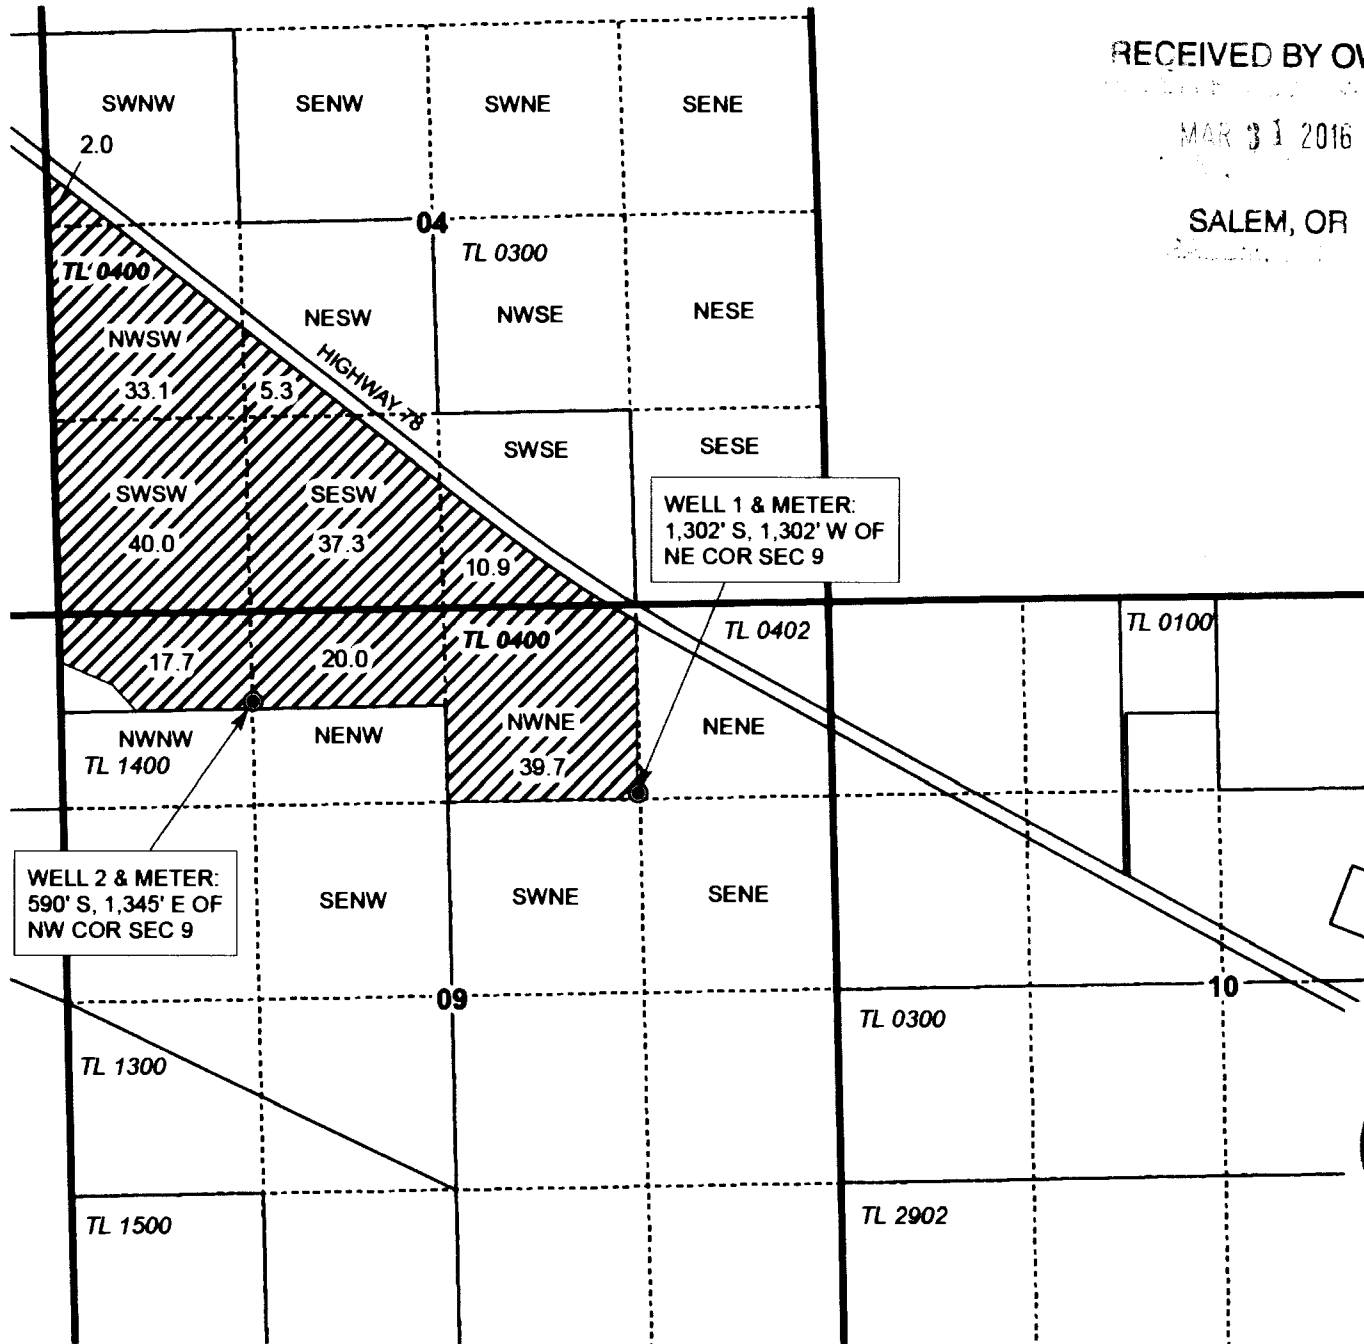 RECEIVED BY OW
MAR 31 2016
SALEM, OR
SWNW
SENW
SWNE
SENE
2.0
04
TL 0300
TL 0400
NWSW
33.1
5.3
NESW
NWSE
NESE
HIGHWAY 78
SWSW
40.0
SESW
37.3
SWSE
SESE
10.9
WELL 1 & METER:
1,302' S, 1,302' W OF
NE COR SEC 9
17.7
20.0
TL 0400
TL 0402
TL 0100
NWNW
TL 1400
NENW
NWNE
39.7
NENE
WELL 2 & METER:
590' S, 1,345' E OF
NW COR SEC 9
SENW
SWNE
SENE
09
10
TL 0300
TL 1300
TL 1500
TL 2902